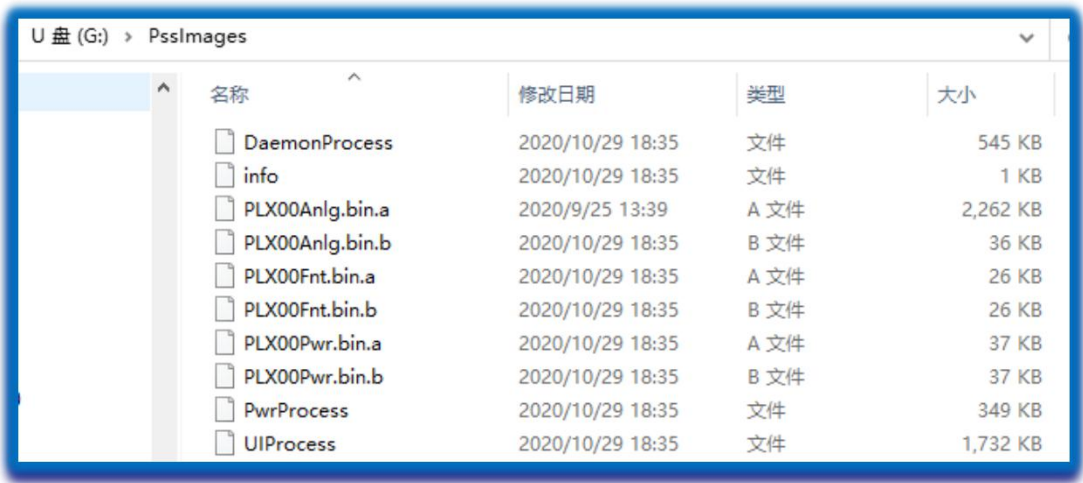 U 盘 (G:) > PssImages
名称 修改日期 类型 大小
DaemonProcess 2020/10/29 18:35 文件 545 KB
info 2020/10/29 18:35 文件 1 KB
PLX00Anlg.bin.a 2020/9/25 13:39 A 文件 2,262 KB
PLX00Anlg.bin.b 2020/10/29 18:35 B 文件 36 KB
PLX00Fnt.bin.a 2020/10/29 18:35 A 文件 26 KB
PLX00Fnt.bin.b 2020/10/29 18:35 B 文件 26 KB
PLX00Pwr.bin.a 2020/10/29 18:35 A 文件 37 KB
PLX00Pwr.bin.b 2020/10/29 18:35 B 文件 37 KB
PwrProcess 2020/10/29 18:35 文件 349 KB
UIProcess 2020/10/29 18:35 文件 1,732 KB